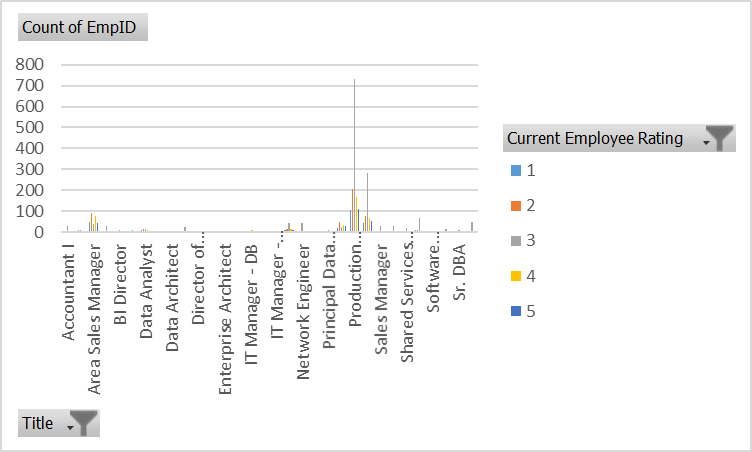 Count of EmpID
800
700
600
500
400
300
200
100
0
Accountant I
Area Sales Manager
BI Director
Data Analyst
Data Architect
Director of...
Enterprise Architect
IT Manager - DB
IT Manager -...
Network Engineer
Principal Data...
Production...
Sales Manager
Shared Services...
Software...
Sr. DBA
Current Employee Rating
1
2
3
4
5
Title